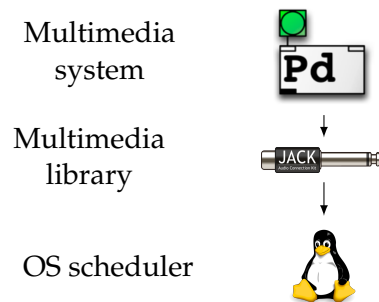 Multimedia
system
Pd
Multimedia
library
JACK
Audio Connection Kit
OS scheduler